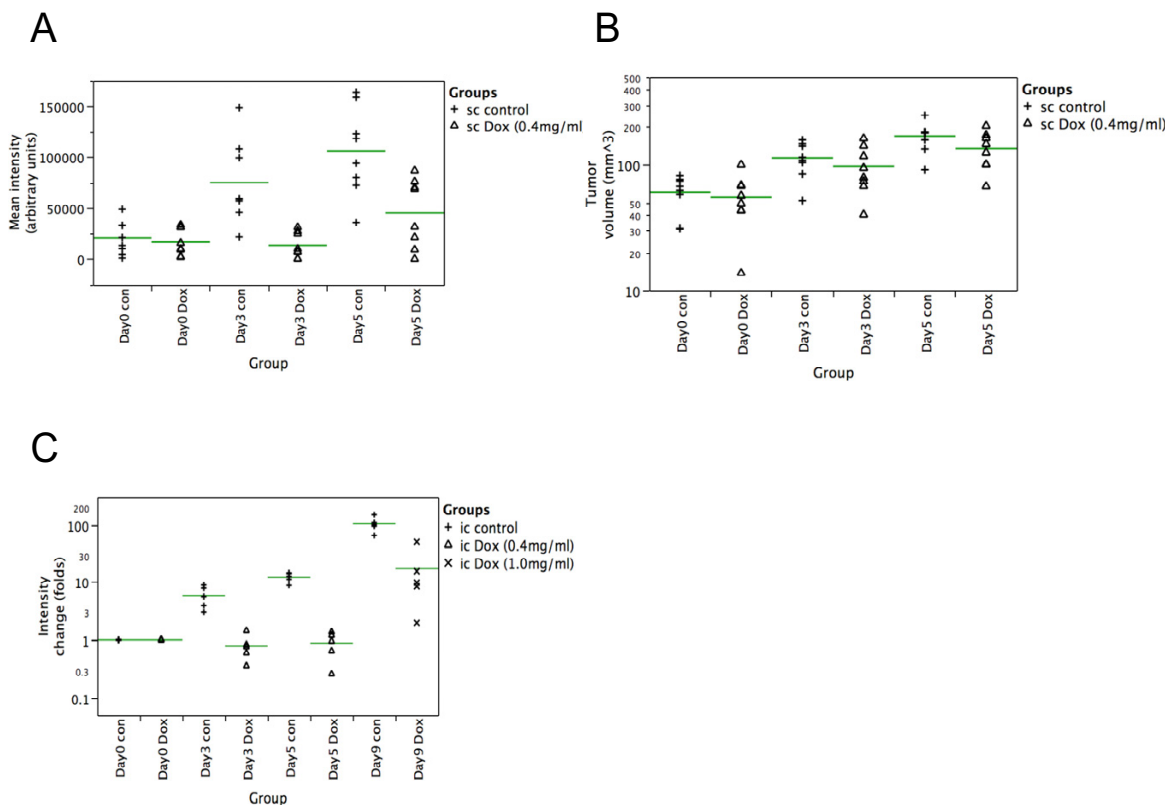 A
Mean intensity
(arbitrary units)
150000
100000
50000
0
Day0 con
Day0 Dox
Day3 con
Day3 Dox
Day5 con
Day5 Dox
Group
Groups
+ sc control
△ sc Dox (0.4mg/ml
B
Tumor
volume (mm^3)
500
400
300
200
100
50
40
30
20
10
Day0 con
Day0 Dox
Day3 con
Day3 Dox
Day5 con
Day5 Dox
Group
Groups
+ sc control
△ sc Dox (0.4mg/ml)
C
Intensity
change (folds)
200
100
30
10
3
1
0.3
0.1
Day0 con
Day0 Dox
Day3 con
Day3 Dox
Day5 con
Day5 Dox
Day9 con
Day9 Dox
Group
Groups
+ ic control
△ ic Dox (0.4mg/ml)
× ic Dox (1.0mg/ml)